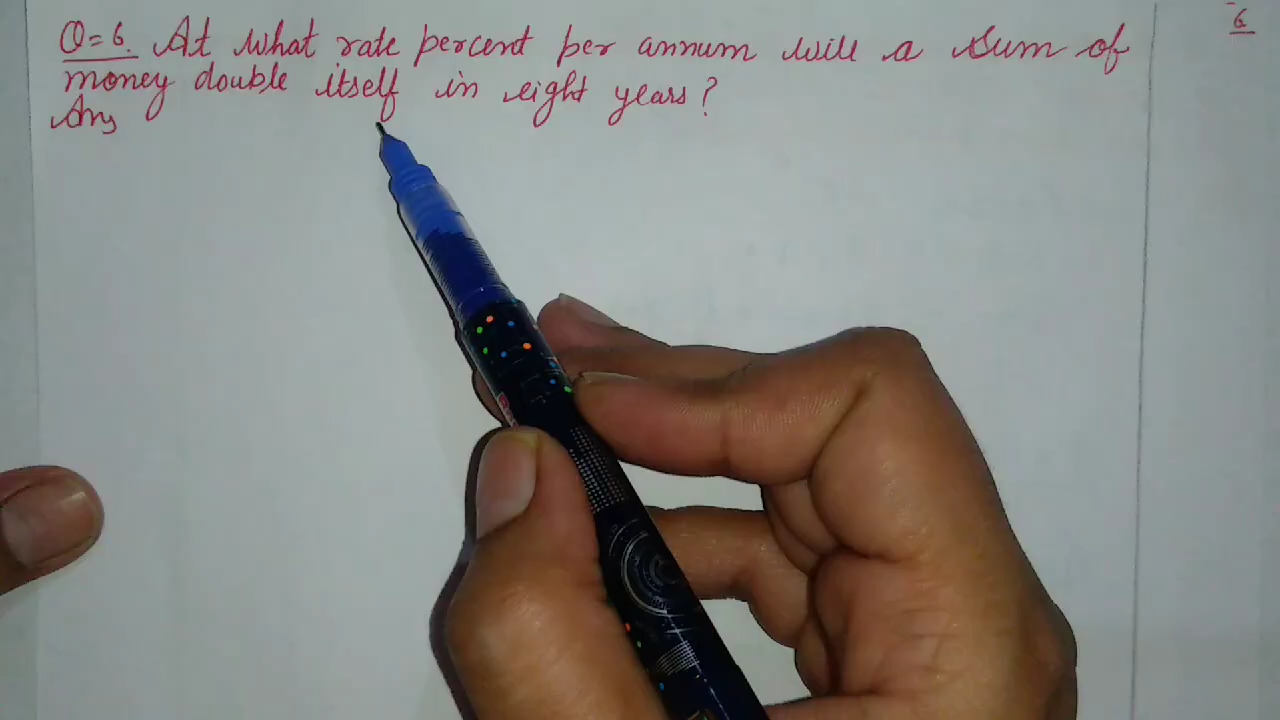 Q=6. At what rate percent per annum will a sum of
money double itself in eight years?
Ans
6